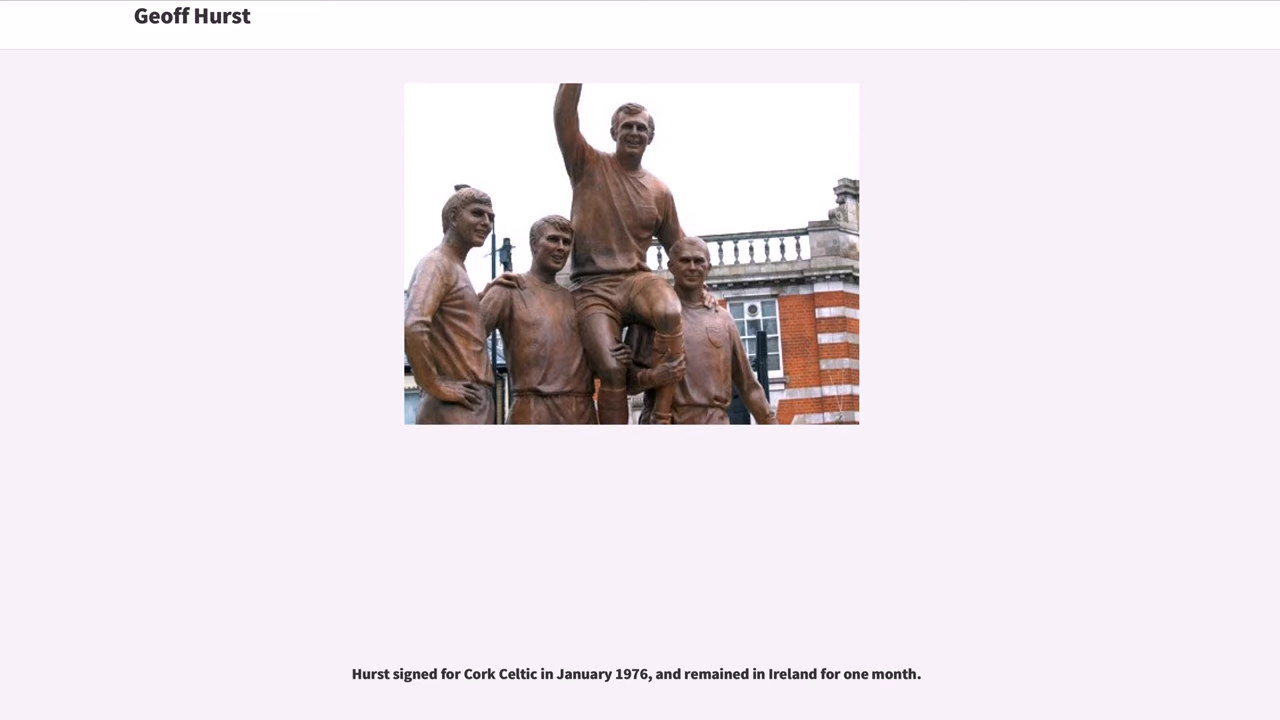 Geoff Hurst
Hurst signed for Cork Celtic in January 1976, and remained in Ireland for one month.